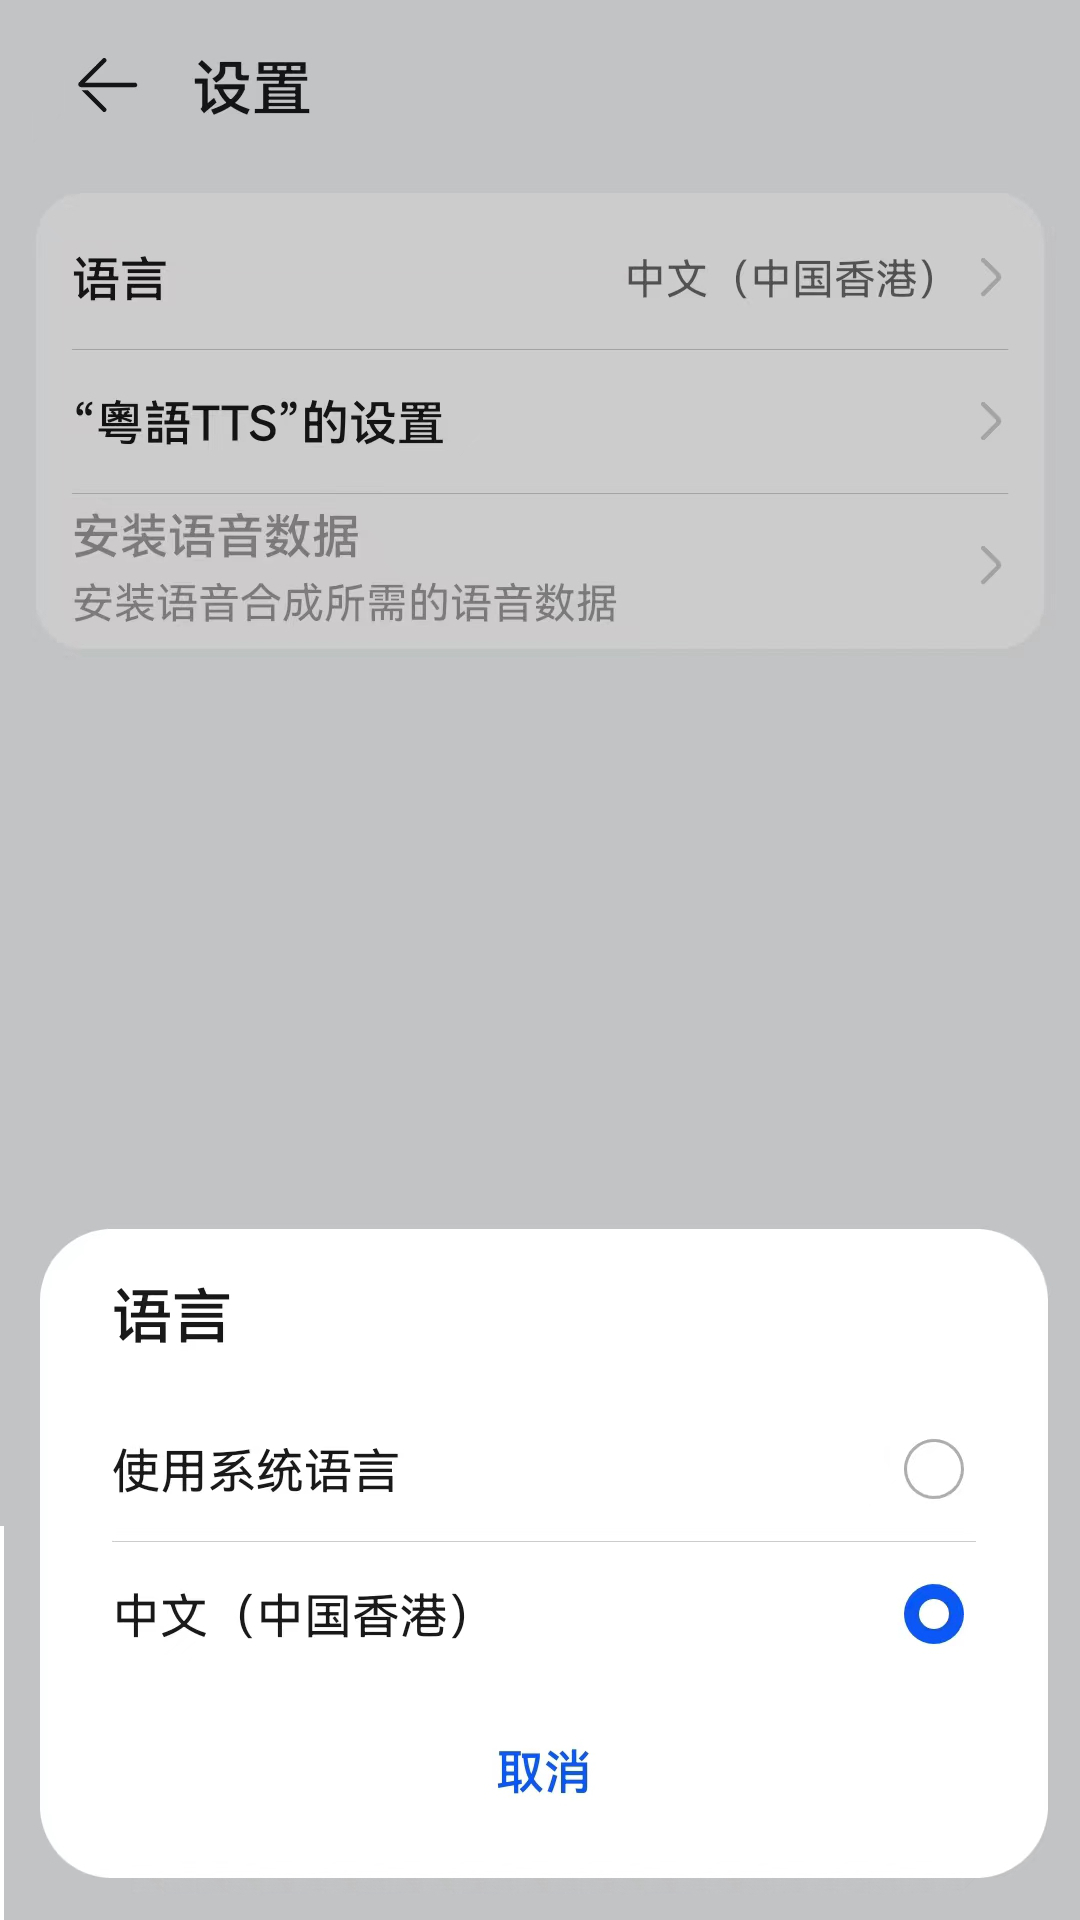 设置
语言
中文（中国香港）
“粵語TTS”的设置
安装语音数据
安装语音合成所需的语音数据
语言
使用系统语言
中文（中国香港）
取消